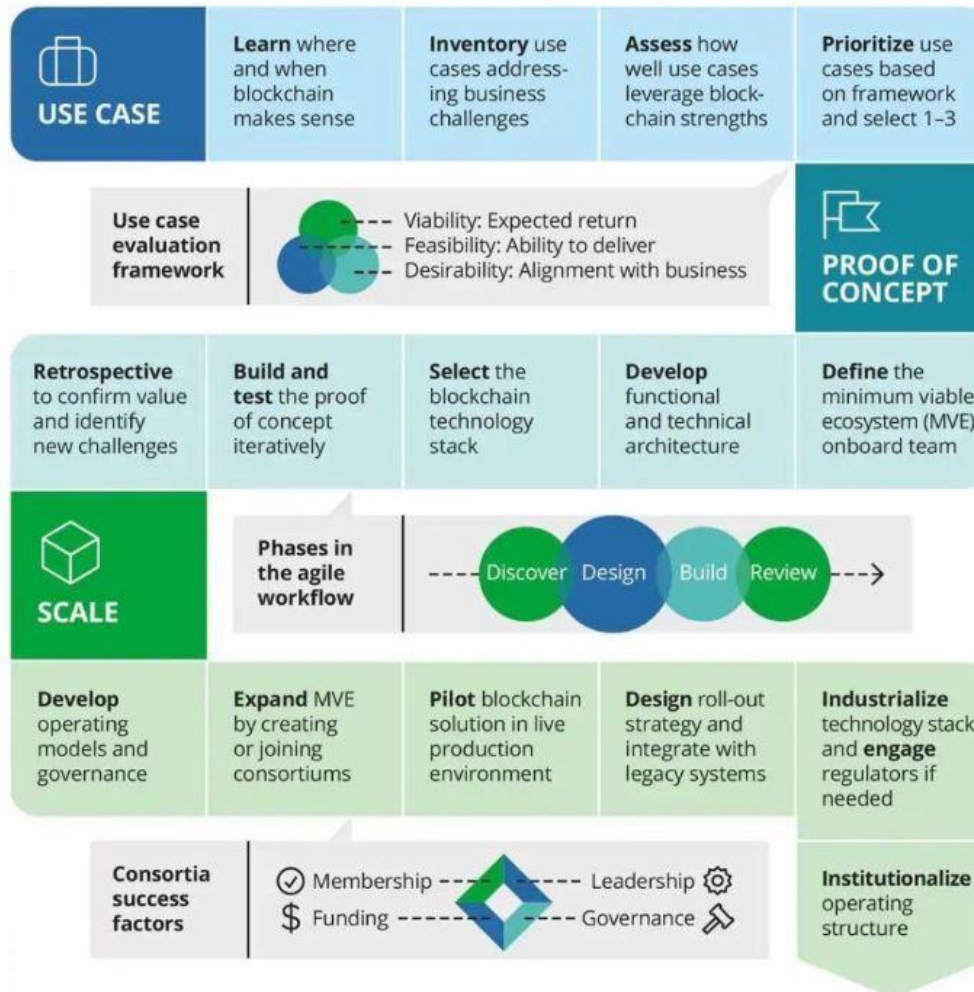 USE CASE
Learn where
and when
blockchain
makes sense
Inventory use
cases address-
ing business
challenges
Assess how
well use cases
leverage block-
chain strengths
Prioritize use
cases based
on framework
and select 1–3
Use case
evaluation
framework
Viability: Expected return
Feasibility: Ability to deliver
Desirability: Alignment with business
PROOF OF
CONCEPT
Retrospective
to confirm value
and identify
new challenges
Build and
test the proof
of concept
iteratively
Select the
blockchain
technology
stack
Develop
functional
and technical
architecture
Define the
minimum viable
ecosystem (MVE)
onboard team
SCALE
Phases in
the agile
workflow
Discover
Design
Build
Review
Develop
operating
models and
governance
Expand MVE
by creating
or joining
consortiums
Pilot blockchain
solution in live
production
environment
Design roll-out
strategy and
integrate with
legacy systems
Industrialize
technology stack
and engage
regulators if
needed
Consortia
success
factors
Membership
$ Funding
Leadership
Governance
Institutionalize
operating
structure